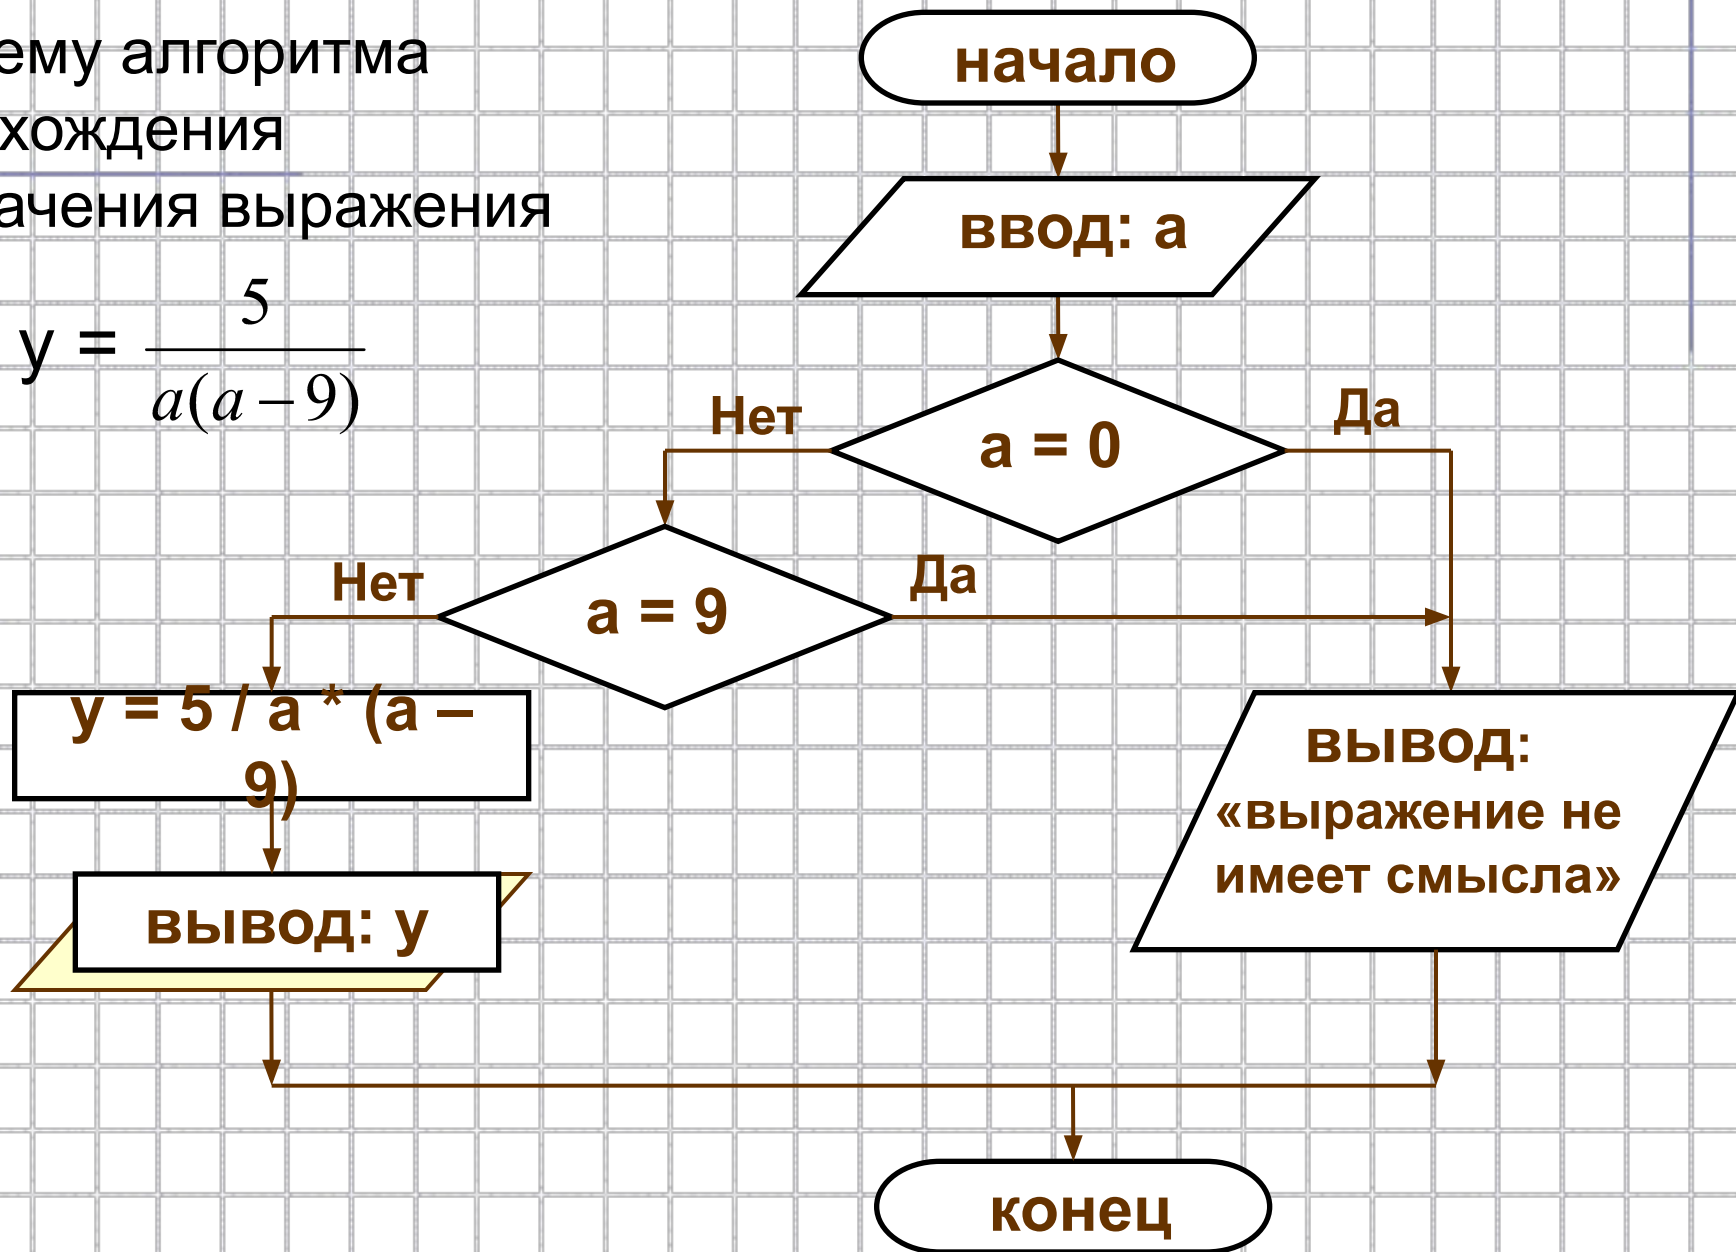 ему алгоритма
хождения
ачения выражения
y = 5
a(a – 9)
начало
ввод: a
a = 0
Нет
Да
a = 9
Нет
Да
y = 5 / a * (a –
9)
вывод: y
вывод:
«выражение не
имеет смысла»
конец